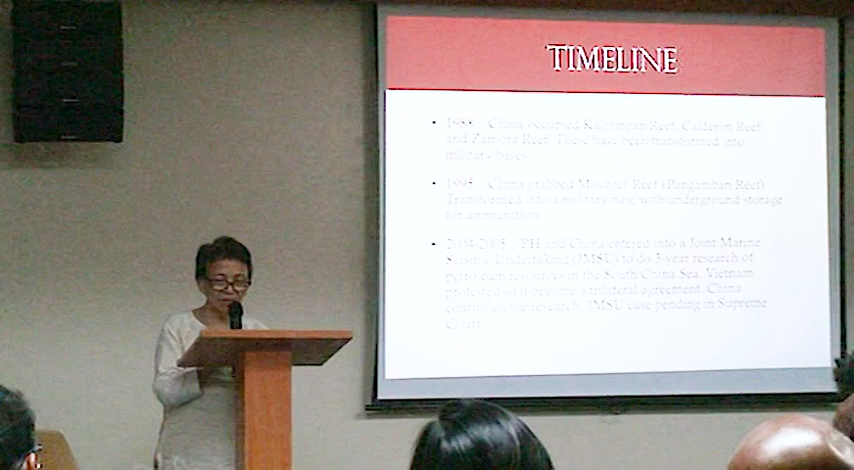 TIMELINE
• 1988 – China occupied Kagitingan Reef, Calderon Reef,
and Zamora Reef. These have been transformed into
military bases
• 1995 – China grabbed Mischief Reef (Panganiban Reef)
Transformed into a military base with underground storage
for ammunition
• 2004-2005 – PH and China entered into a Joint Marine
Seismic Undertaking (JMSU) to do 3-year research of
petroleum resources in the South China Sea. Vietnam
protested so it became a trilateral agreement. China
controlled the research. JMSU case pending in Supreme
Court